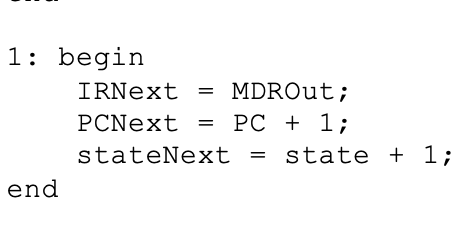 end
1: begin
IRNext = MDROut;
PCNext = PC + 1;
stateNext = state + 1;
end